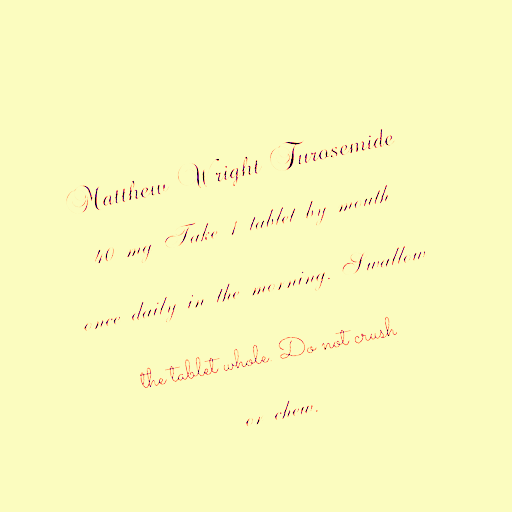 Matthew Wright Furosemide
40 mg Take 1 tablet by mouth
once daily in the morning. Swallow
the tablet whole. Do not crush
or chew.